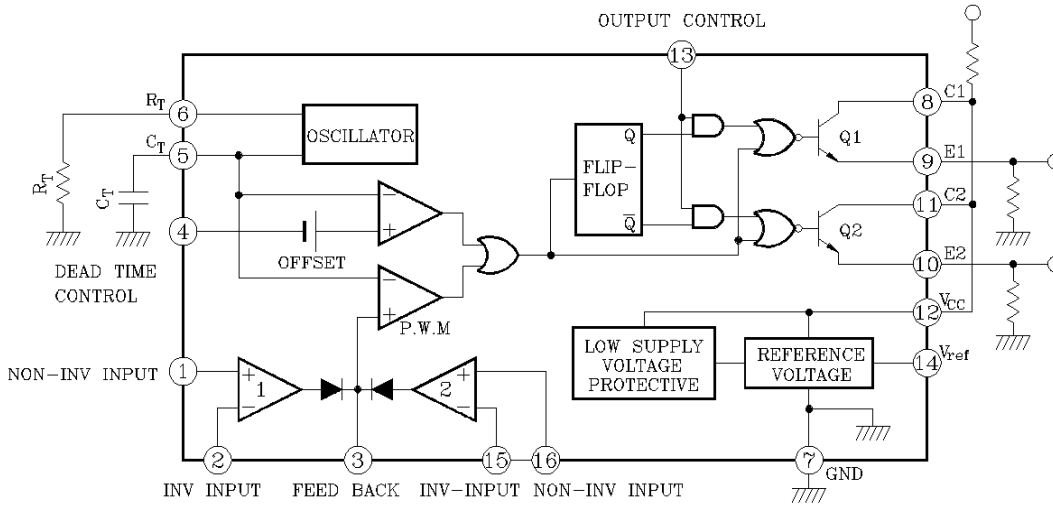 OUTPUT CONTROL
13
RT
6
OSCILLATOR
CT
5
RT
CT
4
OFFSET
DEAD TIME
CONTROL
−
+
−
+
P.W.M
FLIP-
FLOP
Q
Q̅
Q1
Q2
8
C1
9
E1
11
C2
10
E2
12
VCC
14
Vref
LOW SUPPLY
VOLTAGE
PROTECTIVE
REFERENCE
VOLTAGE
NON-INV INPUT
1
+
−
1
2
+
−
2
3
15
16
7
GND
INV INPUT
FEED BACK
INV-INPUT
NON-INV INPUT